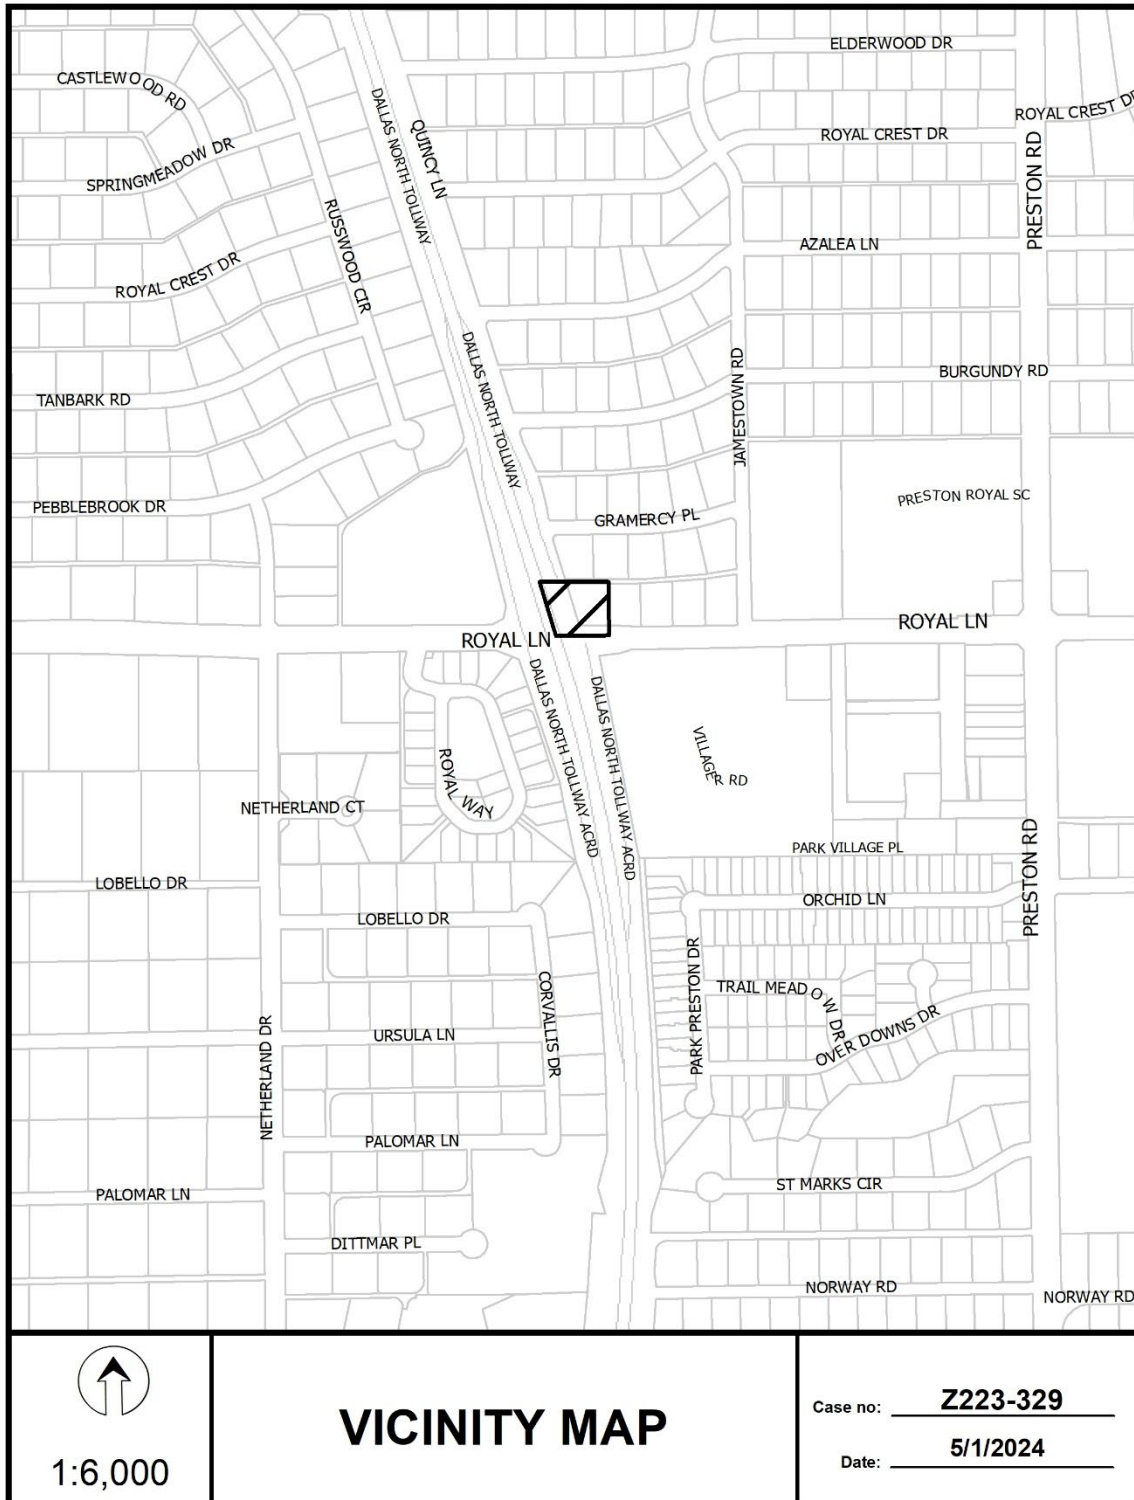 ELDERWOOD DR
CASTLEWOOD RD
DALLAS NORTH TOLLWAY
QUINCY LN
ROYAL CREST DR
ROYAL CREST DR
PRESTON RD
SPRINGMEADOW DR
RUSSWOOD CIR
AZALEA LN
ROYAL CREST DR
DALLAS NORTH TOLLWAY
JAMESTOWN RD
BURGUNDY RD
TANBARK RD
PRESTON ROYAL SC
PEBBLEBROOK DR
GRAMERCY PL
ROYAL LN
ROYAL LN
DALLAS NORTH TOLLWAY ACRD
DALLAS NORTH TOLLWAY ACRD
VILLAGER RD
ROYAL WAY
NETHERLAND CT
PARK VILLAGE PL
PRESTON RD
LOBELLO DR
ORCHID LN
LOBELLO DR
PARK PRESTON DR
TRAIL MEADOW DR
CORVALLIS DR
OVER DOWNS DR
NETHERLAND DR
URSULA LN
PALOMAR LN
ST MARKS CIR
PALOMAR LN
DITTMAR PL
NORWAY RD
NORWAY RD
1:6,000
VICINITY MAP
Case no: Z223-329
Date: 5/1/2024